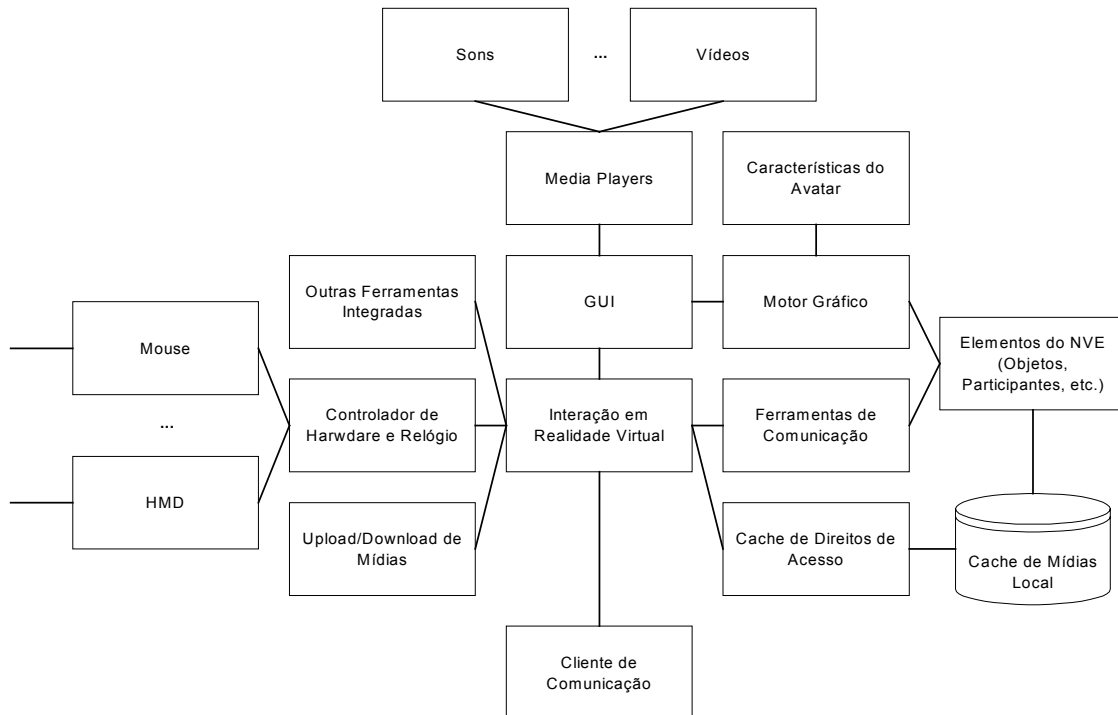 Sons
...
Vídeos
Media Players
Características do
Avatar
Outras Ferramentas
Integradas
GUI
Motor Gráfico
Mouse
Elementos do NVE
(Objetos,
Participantes, etc.)
...
Controlador de
Harwdare e Relógio
Interação em
Realidade Virtual
Ferramentas de
Comunicação
HMD
Upload/Download de
Mídias
Cache de Direitos de
Acesso
Cache de Mídias
Local
Cliente de
Comunicação